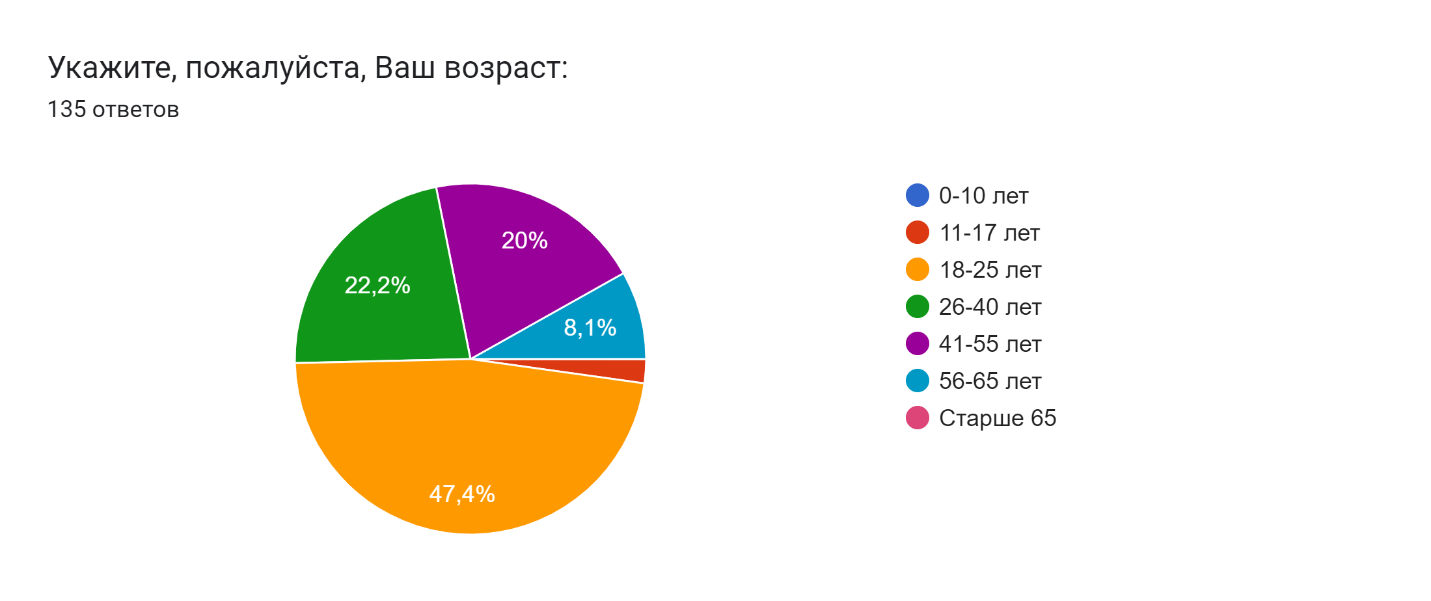 Укажите, пожалуйста, Ваш возраст:
135 ответов
20%
22,2%
8,1%
47,4%
0-10 лет
11-17 лет
18-25 лет
26-40 лет
41-55 лет
56-65 лет
Старше 65